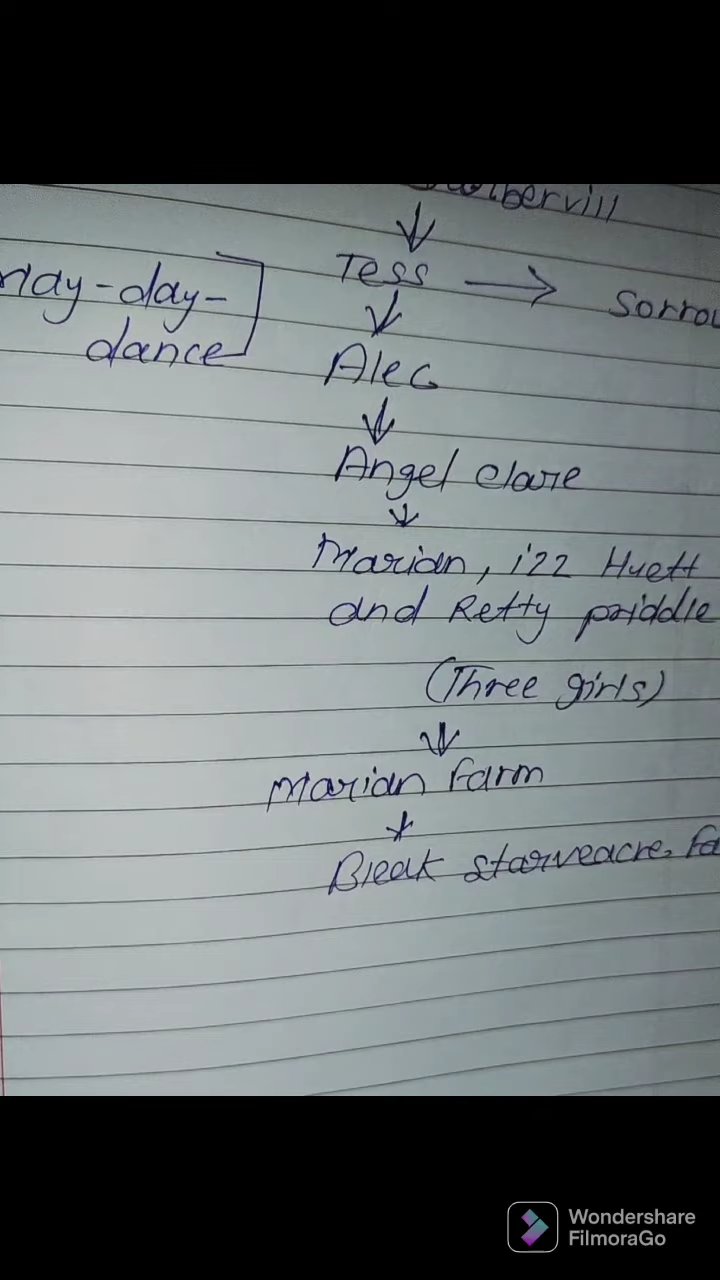 Tess → Sorrow
May-day-
dance
Alec
Angel Clare
Marian, izz Huett
and Retty priddle
(Three girls)
Marian Farm
Bleak starveacre.
Wondershare
FilmoraGo